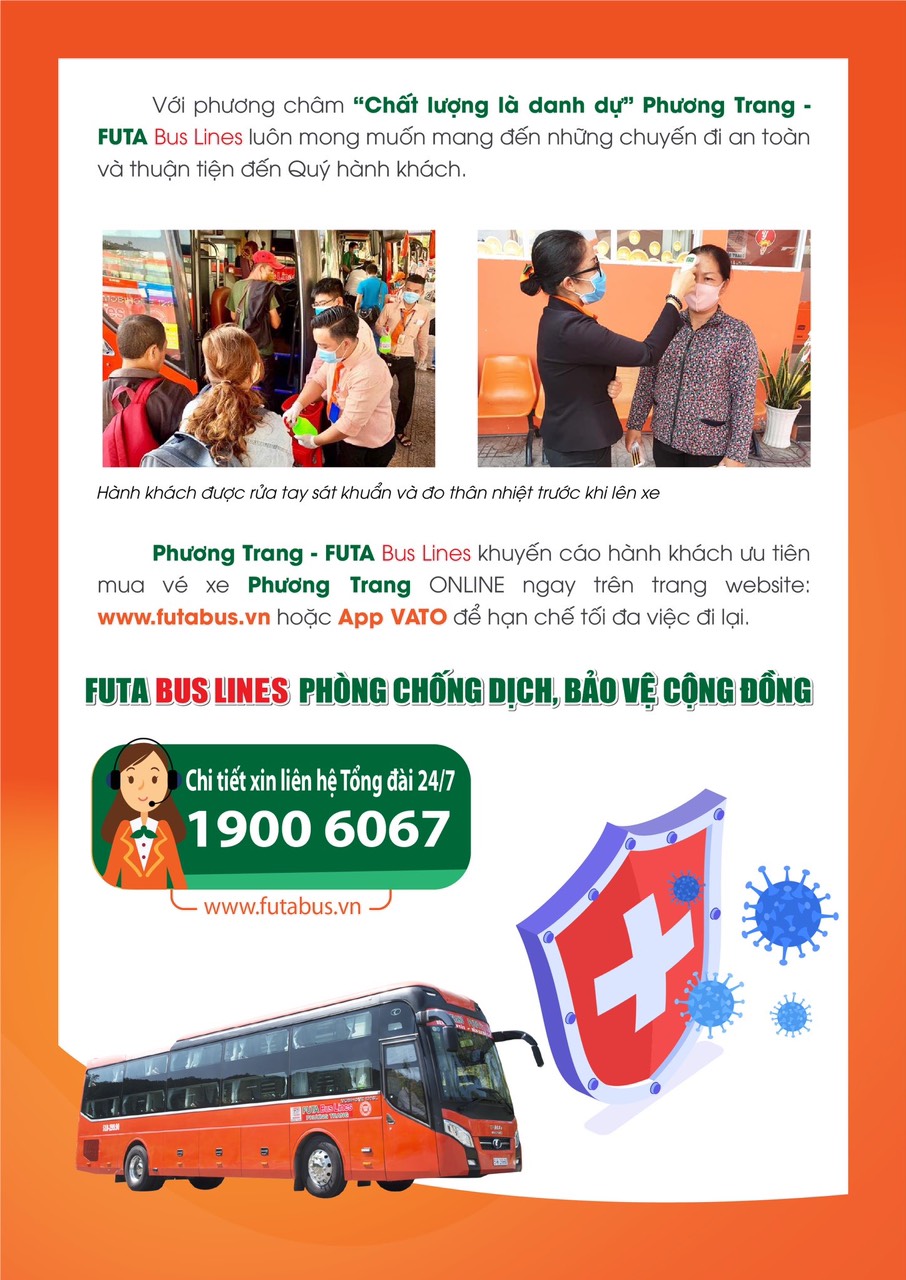 Với phương châm “Chất lượng là danh dự” Phương Trang -
FUTA Bus Lines luôn mong muốn mang đến những chuyến đi an toàn
và thuận tiện đến Quý hành khách.
Hành khách được rửa tay sát khuẩn và đo thân nhiệt trước khi lên xe
Phương Trang - FUTA Bus Lines khuyến cáo hành khách ưu tiên
mua vé xe Phương Trang ONLINE ngay trên trang website:
www.futabus.vn hoặc App VATO để hạn chế tối đa việc đi lại.
FUTA BUS LINES PHÒNG CHỐNG DỊCH, BẢO VỆ CỘNG ĐỒNG
Chi tiết xin liên hệ Tổng đài 24/7
1900 6067
www.futabus.vn
FUTA Bus Lines
PHƯƠNG TRANG